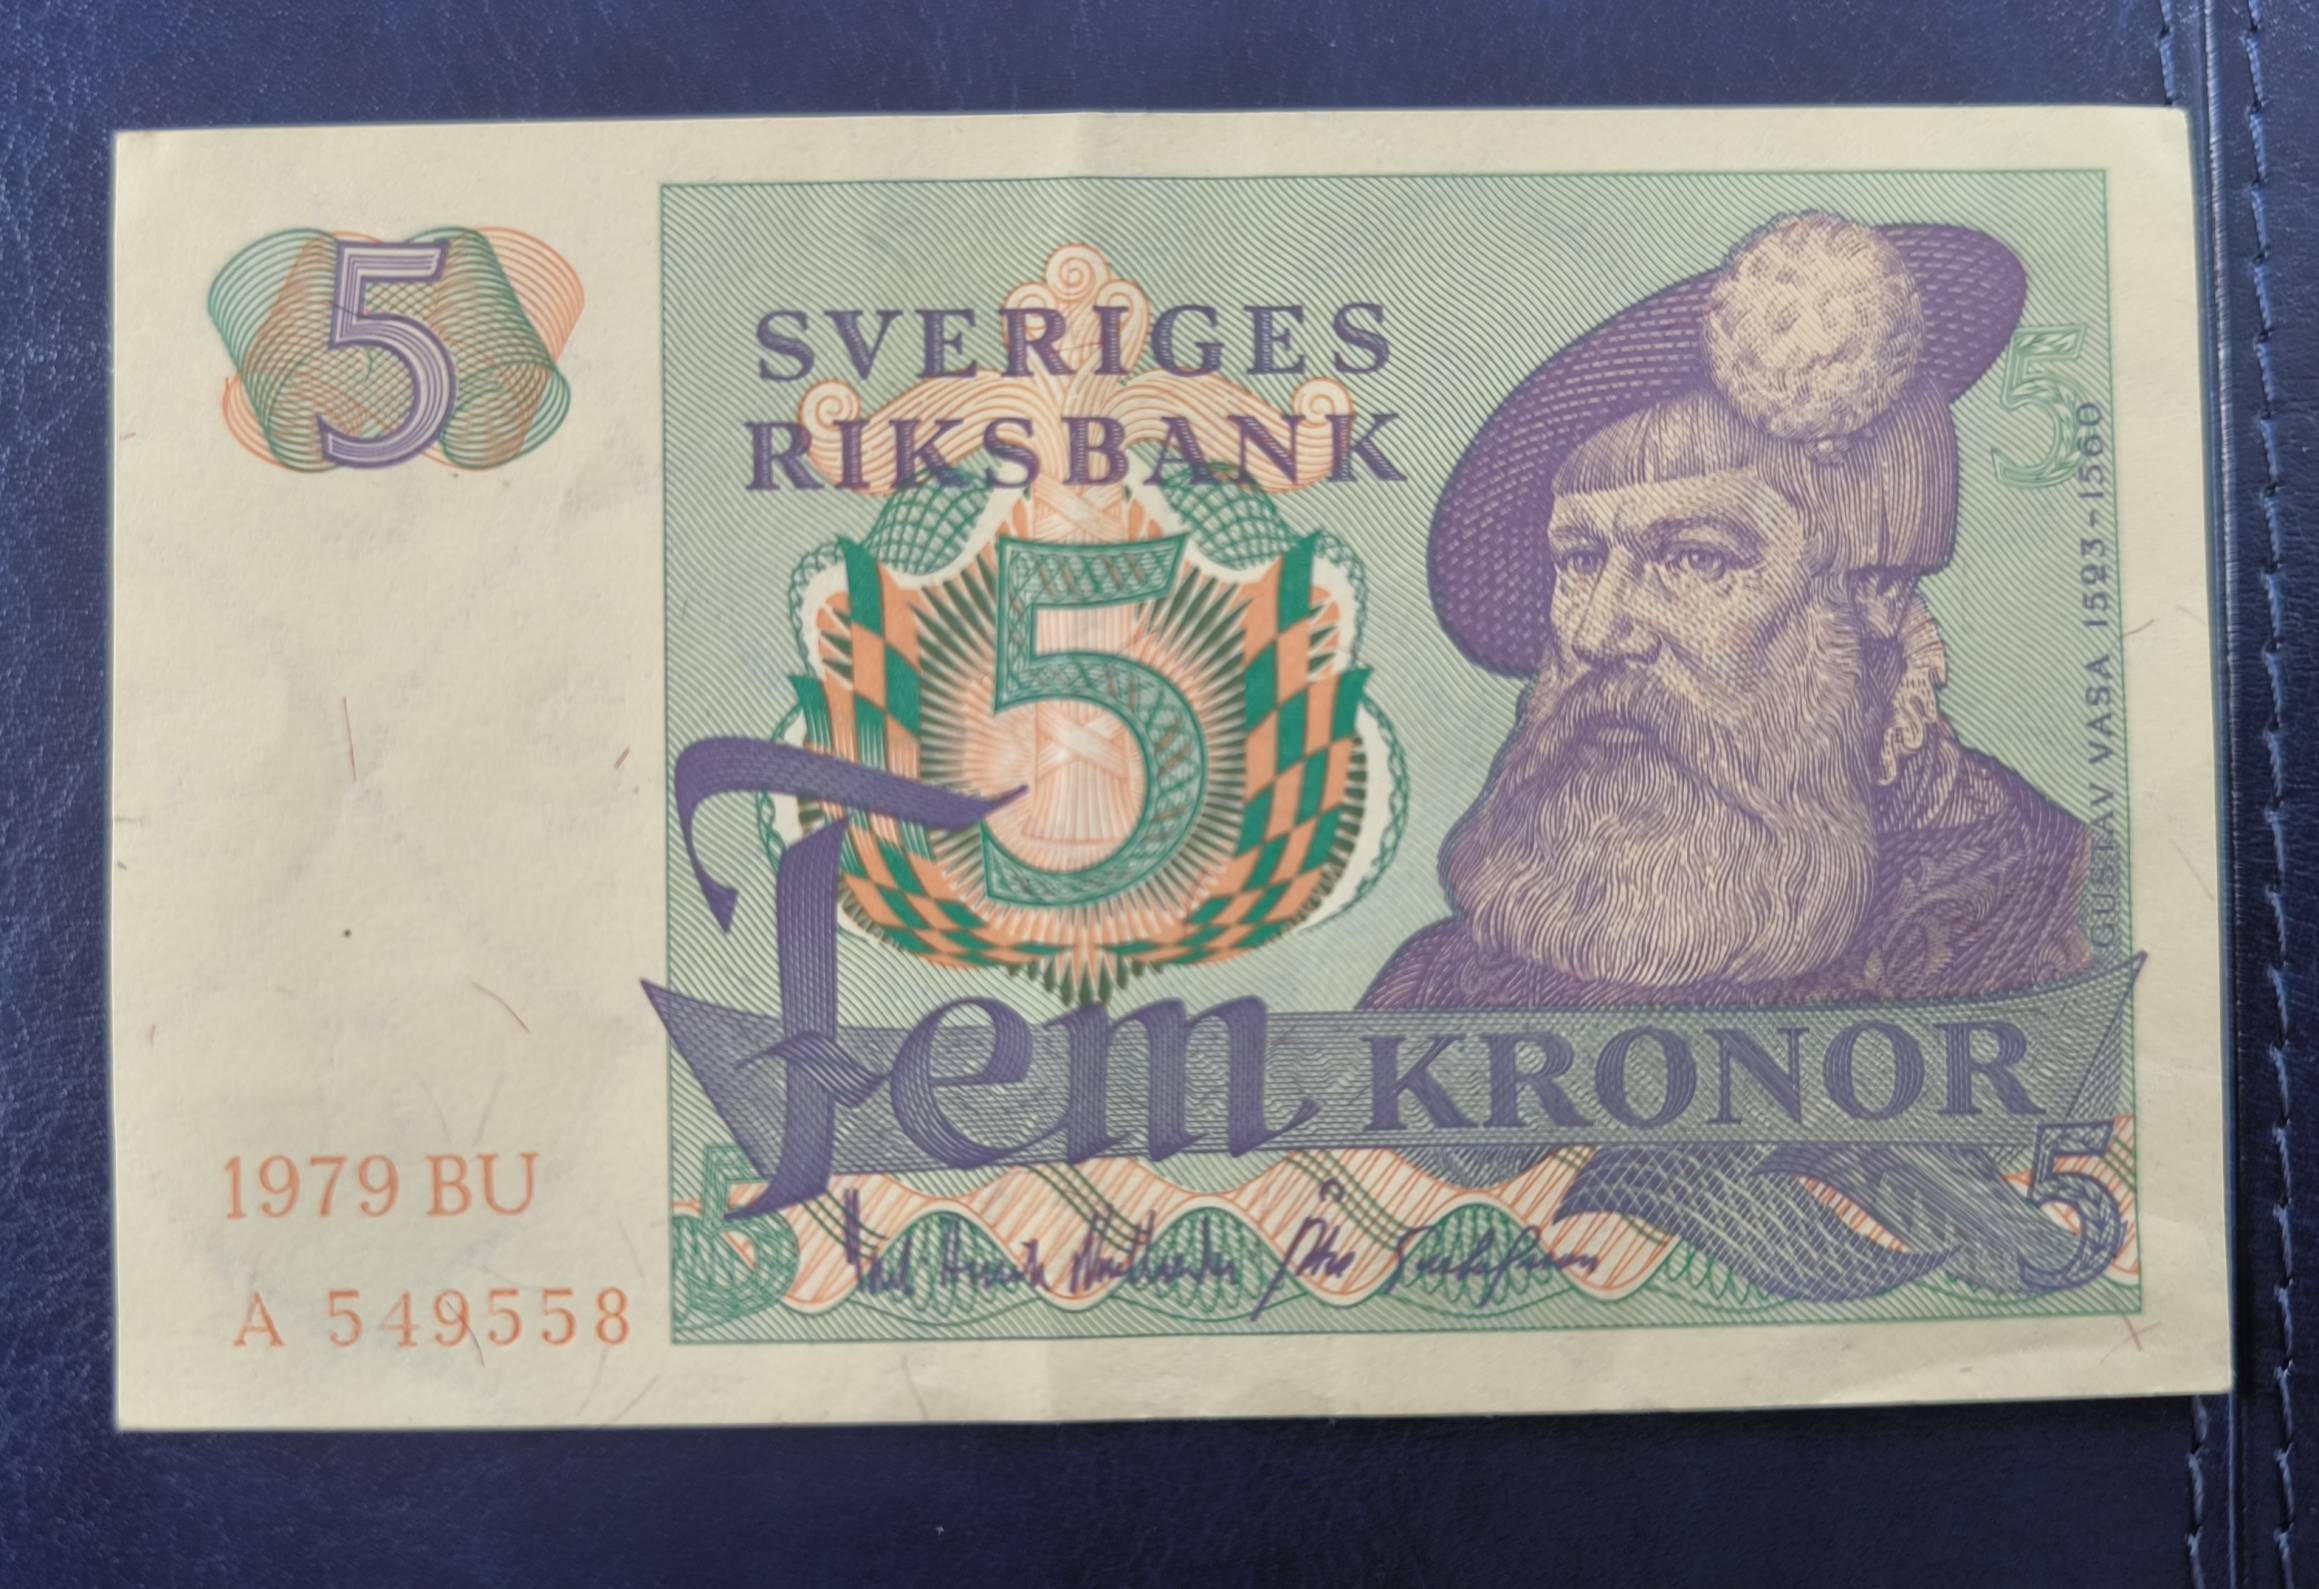 5
SVERIGES
RIKSBANK
5
5
Fem KRONOR
GUSTAV VASA 1523-1560
1979 BU
A 549558
5
5